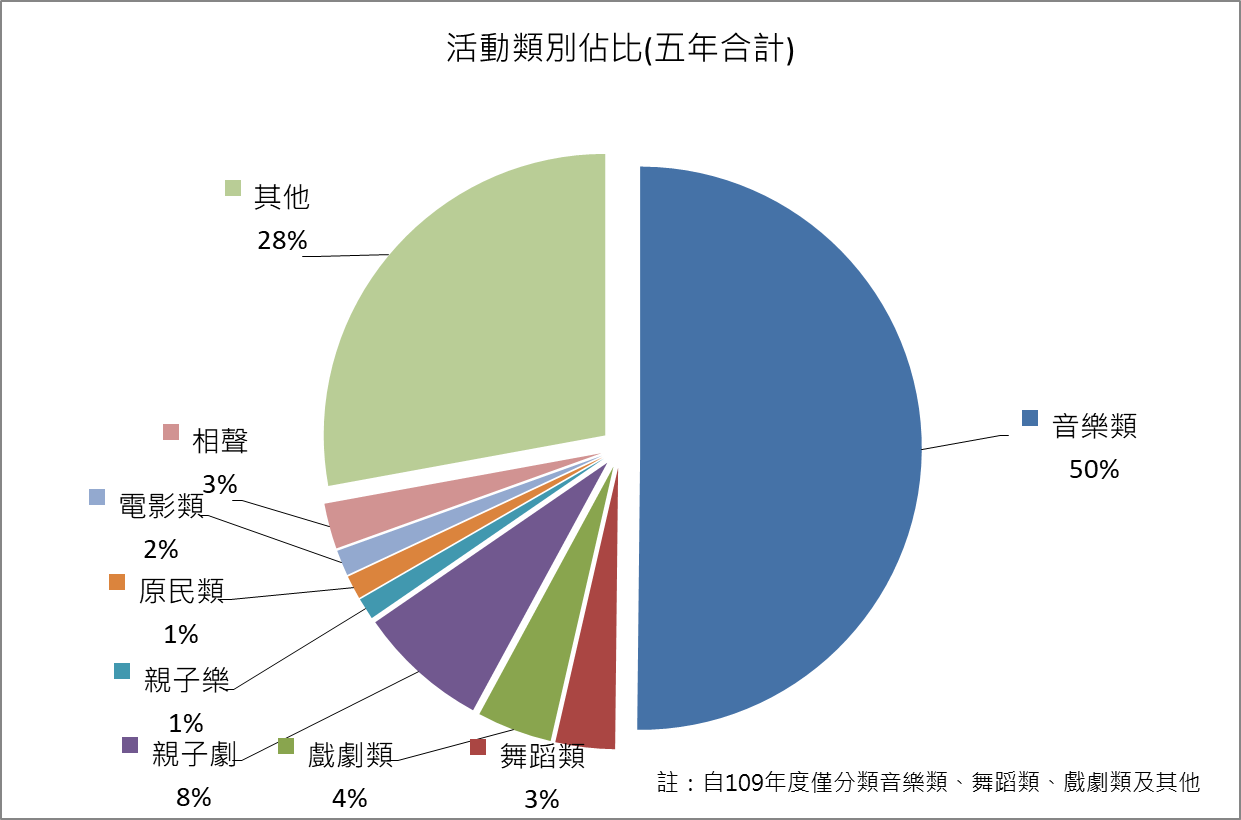 活動類別佔比(五年合計)
其他
28%
音樂類
50%
相聲
3%
電影類
2%
原民類
1%
親子樂
1%
親子劇
8%
戲劇類
4%
舞蹈類
3%
註：自109年度僅分類音樂類、舞蹈類、戲劇類及其他